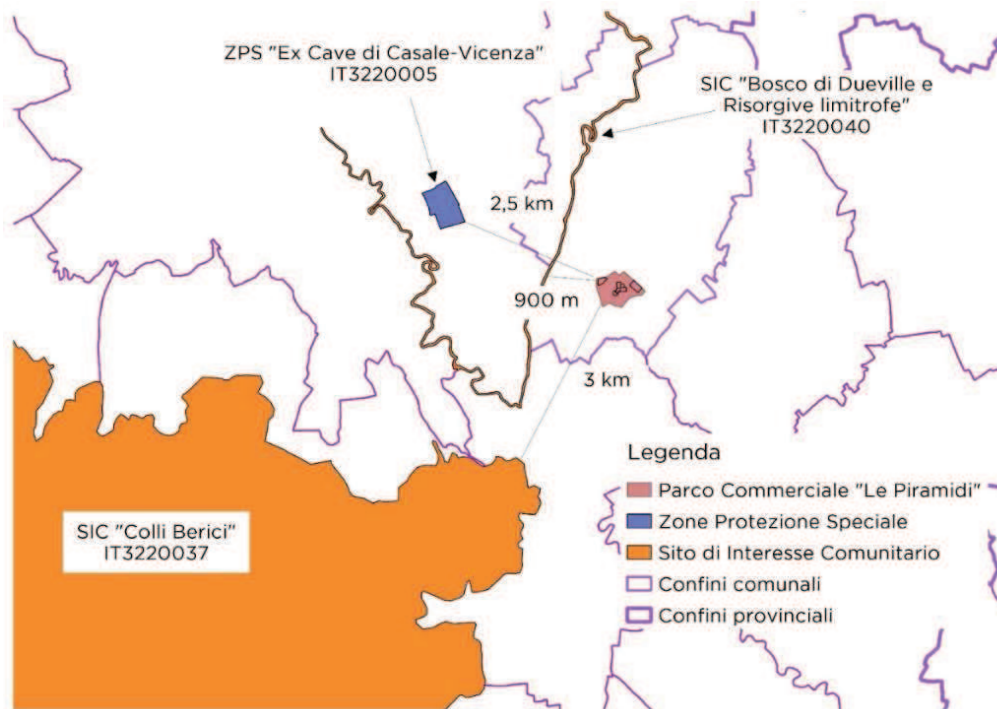 ZPS "Ex Cave di Casale-Vicenza"
IT3220005
SIC "Bosco di Dueville e
Risorgive limitrofe"
IT3220040
2,5 km
900 m
3 km
SIC "Colli Berici"
IT3220037
Legenda
Parco Commerciale "Le Piramidi"
Zone Protezione Speciale
Sito di Interesse Comunitario
Confini comunali
Confini provinciali